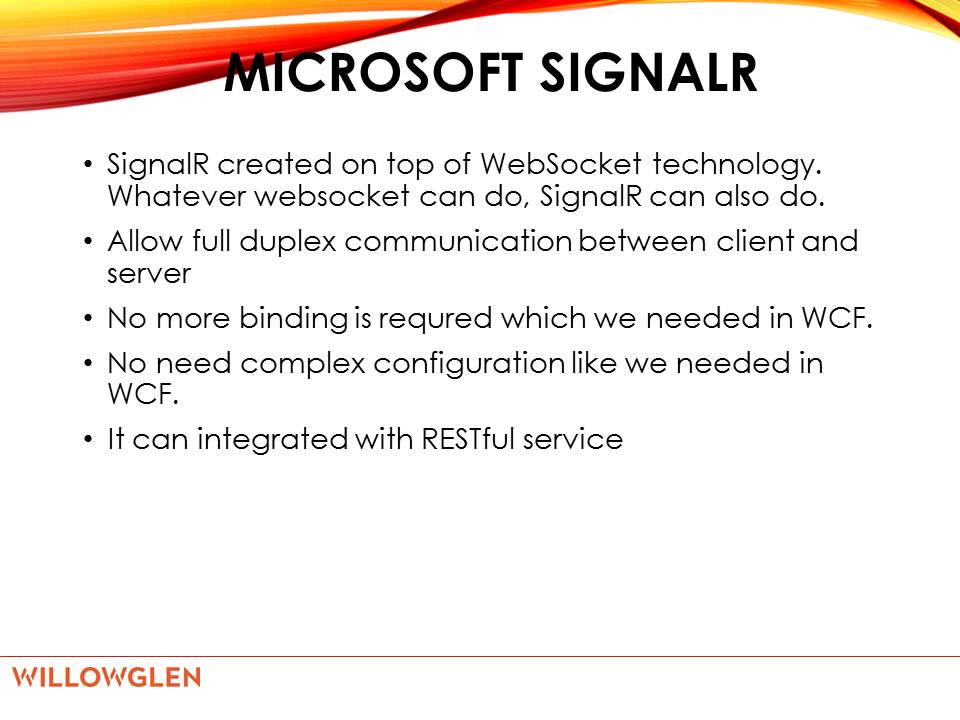 MICROSOFT SIGNALR
• SignalR created on top of WebSocket technology.
Whatever websocket can do, SignalR can also do.
• Allow full duplex communication between client and
server
• No more binding is requred which we needed in WCF.
• No need complex configuration like we needed in
WCF.
• It can integrated with RESTful service
WILLOWGLEN